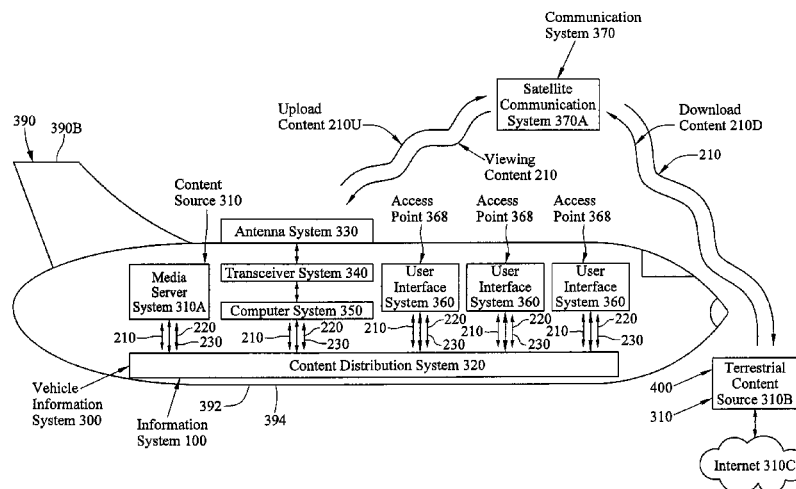 Communication
System 370
Satellite
Communication
System 370A
Upload
Content 210U
Download
Content 210D
210
Viewing
Content 210
390
390B
Content
Source 310
Access
Point 368
Access
Point 368
Access
Point 368
Antenna System 330
Media
Server
System 310A
Transceiver System 340
Computer System 350
User
Interface
System 360
User
Interface
System 360
User
Interface
System 360
210
220
230
210
220
230
210
220
230
210
220
230
210
220
230
Content Distribution System 320
Vehicle
Information
System 300
Information
System 100
392
394
400
310
Terrestrial
Content
Source 310B
Internet 310C